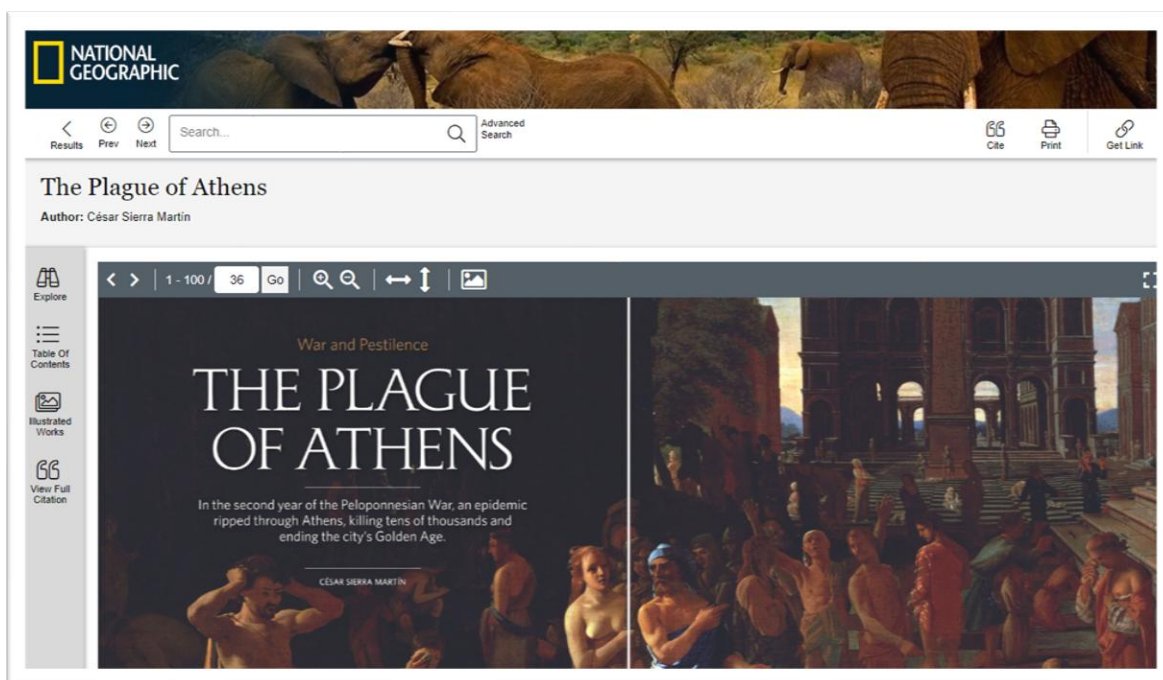 NATIONAL
GEOGRAPHIC
Results
Prev
Next
Search...
Advanced
Search
Cite
Print
Get Link
The Plague of Athens
Author: César Sierra Martín
Explore
Table Of
Contents
Illustrated
Works
View Full
Citation
1 - 100 / 36 Go
War and Pestilence
THE PLAGUE
OF ATHENS
In the second year of the Peloponnesian War, an epidemic
ripped through Athens, killing tens of thousands and
ending the city's Golden Age.
CÉSAR SIERRA MARTÍN